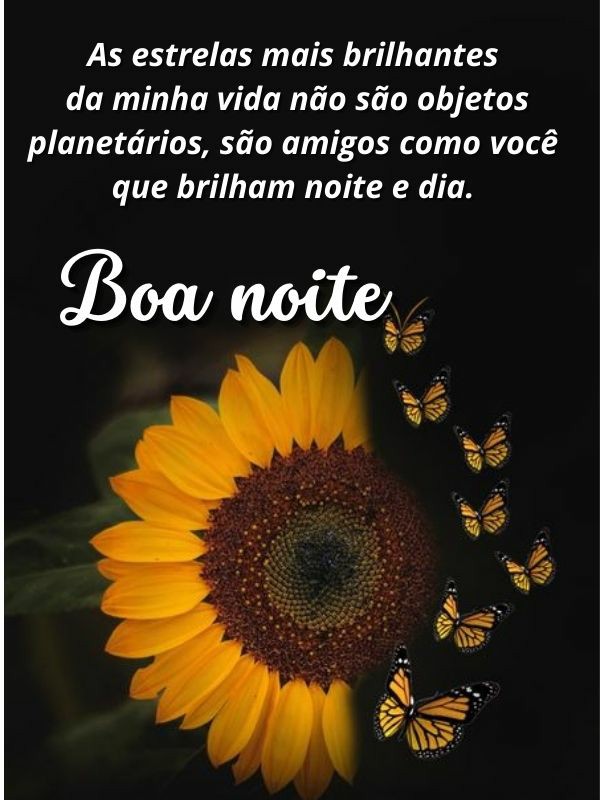 As estrelas mais brilhantes
da minha vida não são objetos
planetários, são amigos como você
que brilham noite e dia.
Boa noite